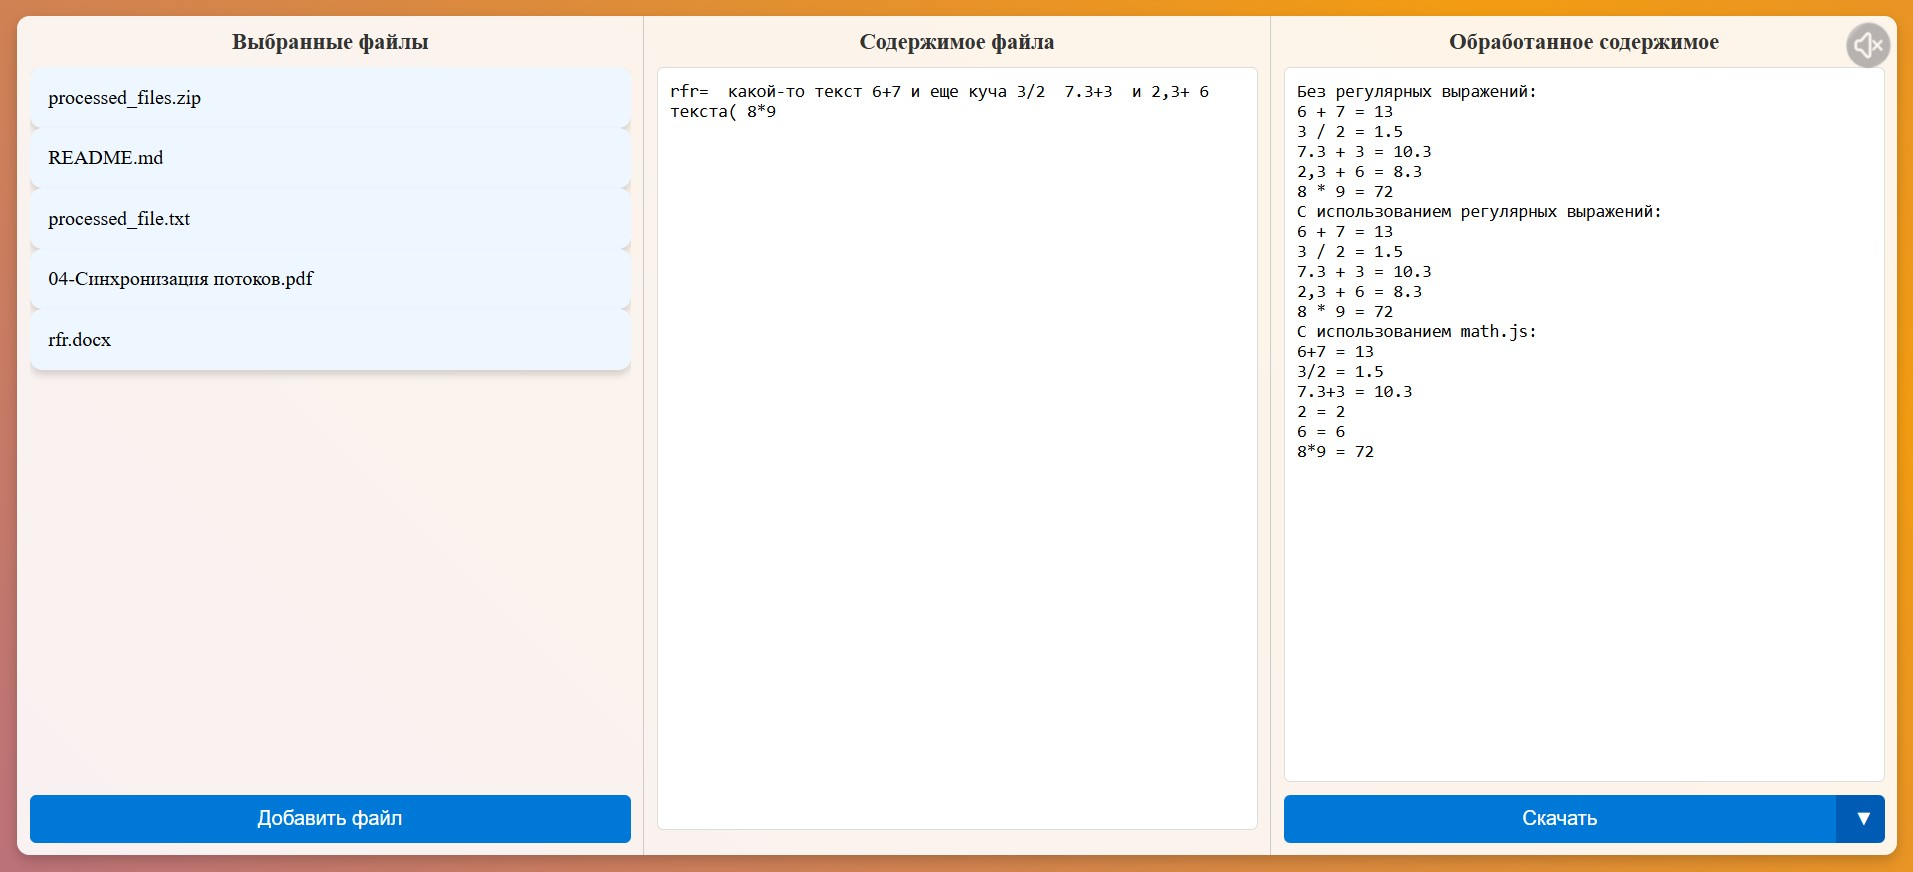 Выбранные файлы
processed_files.zip
README.md
processed_file.txt
04-Синхронизация потоков.pdf
rfr.docx
Добавить файл
Содержимое файла
rfr=  какой-то текст 6+7 и еще куча 3/2  7.3+3  и 2,3+ 6
текста( 8*9
Обработанное содержимое
Без регулярных выражений:
6 + 7 = 13
3 / 2 = 1.5
7.3 + 3 = 10.3
2,3 + 6 = 8.3
8 * 9 = 72
С использованием регулярных выражений:
6 + 7 = 13
3 / 2 = 1.5
7.3 + 3 = 10.3
2,3 + 6 = 8.3
8 * 9 = 72
С использованием math.js:
6+7 = 13
3/2 = 1.5
7.3+3 = 10.3
2 = 2
6 = 6
8*9 = 72
Скачать ▼